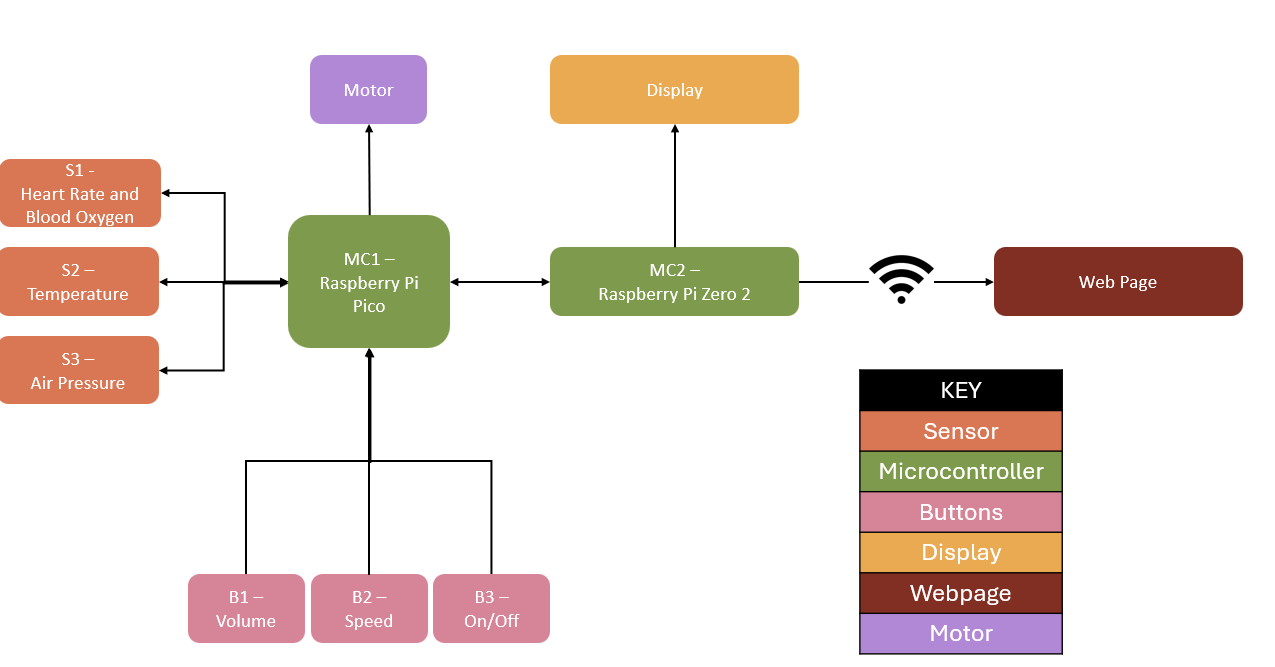 Motor
Display
S1 -
Heart Rate and
Blood Oxygen
S2 –
Temperature
S3 –
Air Pressure
MC1 –
Raspberry Pi
Pico
MC2 –
Raspberry Pi Zero 2
Web Page
B1 –
Volume
B2 –
Speed
B3 –
On/Off
KEY
Sensor
Microcontroller
Buttons
Display
Webpage
Motor